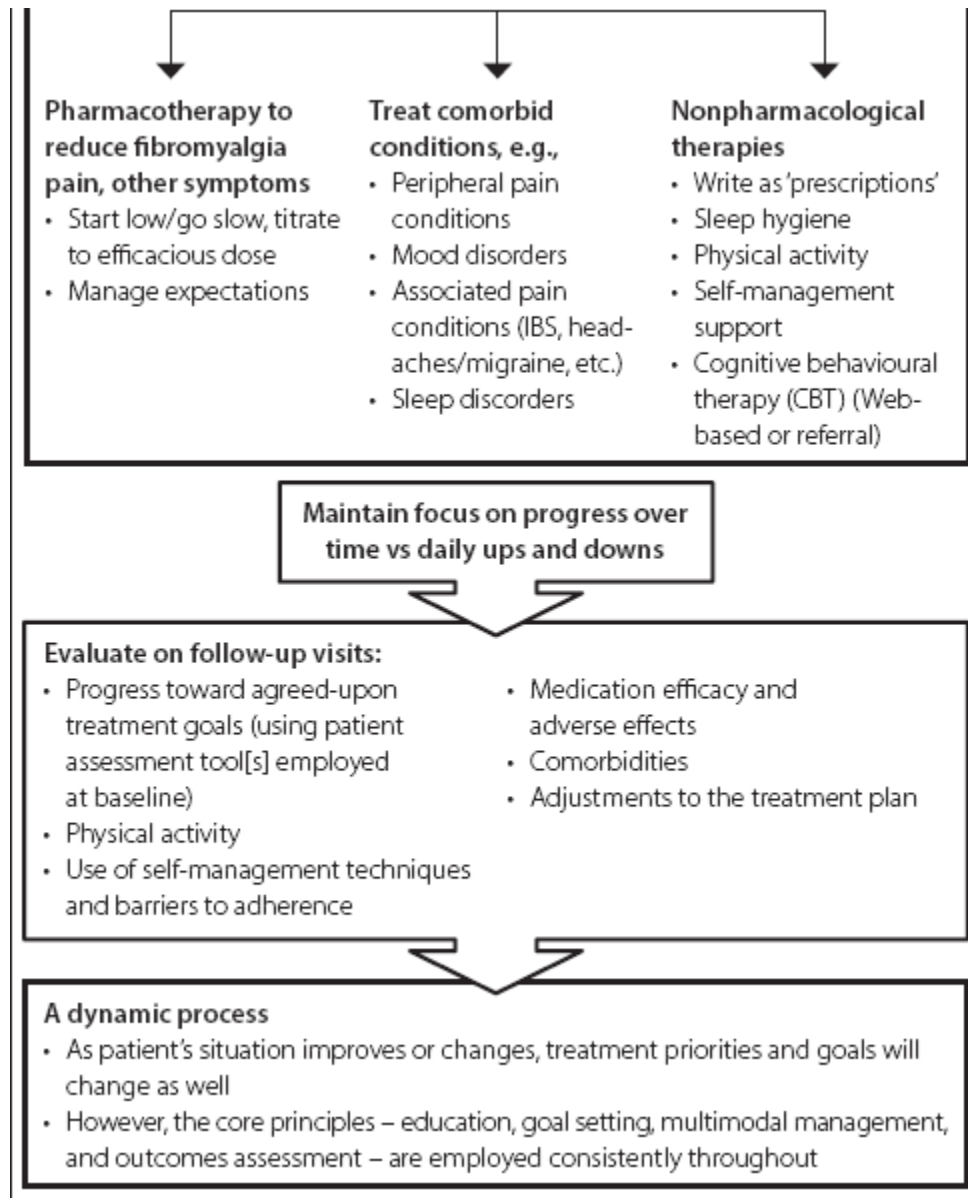 Pharmacotherapy to
reduce fibromyalgia
pain, other symptoms
• Start low/go slow, titrate
to efficacious dose
• Manage expectations
Treat comorbid
conditions, e.g.,
• Peripheral pain
conditions
• Mood disorders
• Associated pain
conditions (IBS, head-
aches/migraine, etc.)
• Sleep discorders
Nonpharmacological
therapies
• Write as ‘prescriptions’
• Sleep hygiene
• Physical activity
• Self-management
support
• Cognitive behavioural
therapy (CBT) (Web-
based or referral)
Maintain focus on progress over
time vs daily ups and downs
Evaluate on follow-up visits:
• Progress toward agreed-upon
treatment goals (using patient
assessment tool[s] employed
at baseline)
• Physical activity
• Use of self-management techniques
and barriers to adherence
• Medication efficacy and
adverse effects
• Comorbidities
• Adjustments to the treatment plan
A dynamic process
• As patient’s situation improves or changes, treatment priorities and goals will
change as well
• However, the core principles – education, goal setting, multimodal management,
and outcomes assessment – are employed consistently throughout